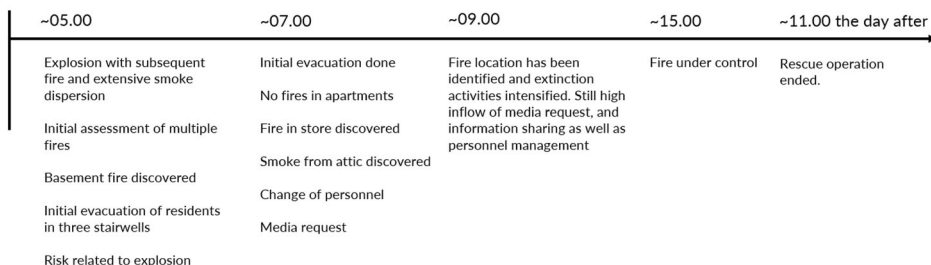 ~05.00
~07.00
~09.00
~15.00
~11.00 the day after
Explosion with subsequent
fire and extensive smoke
dispersion
Initial assessment of multiple
fires
Basement fire discovered
Initial evacuation of residents
in three stairwells
Risk related to explosion
Initial evacuation done
No fires in apartments
Fire in store discovered
Smoke from attic discovered
Change of personnel
Media request
Fire location has been
identified and extinction
activities intensified. Still high
inflow of media request, and
information sharing as well as
personnel management
Fire under control
Rescue operation
ended.